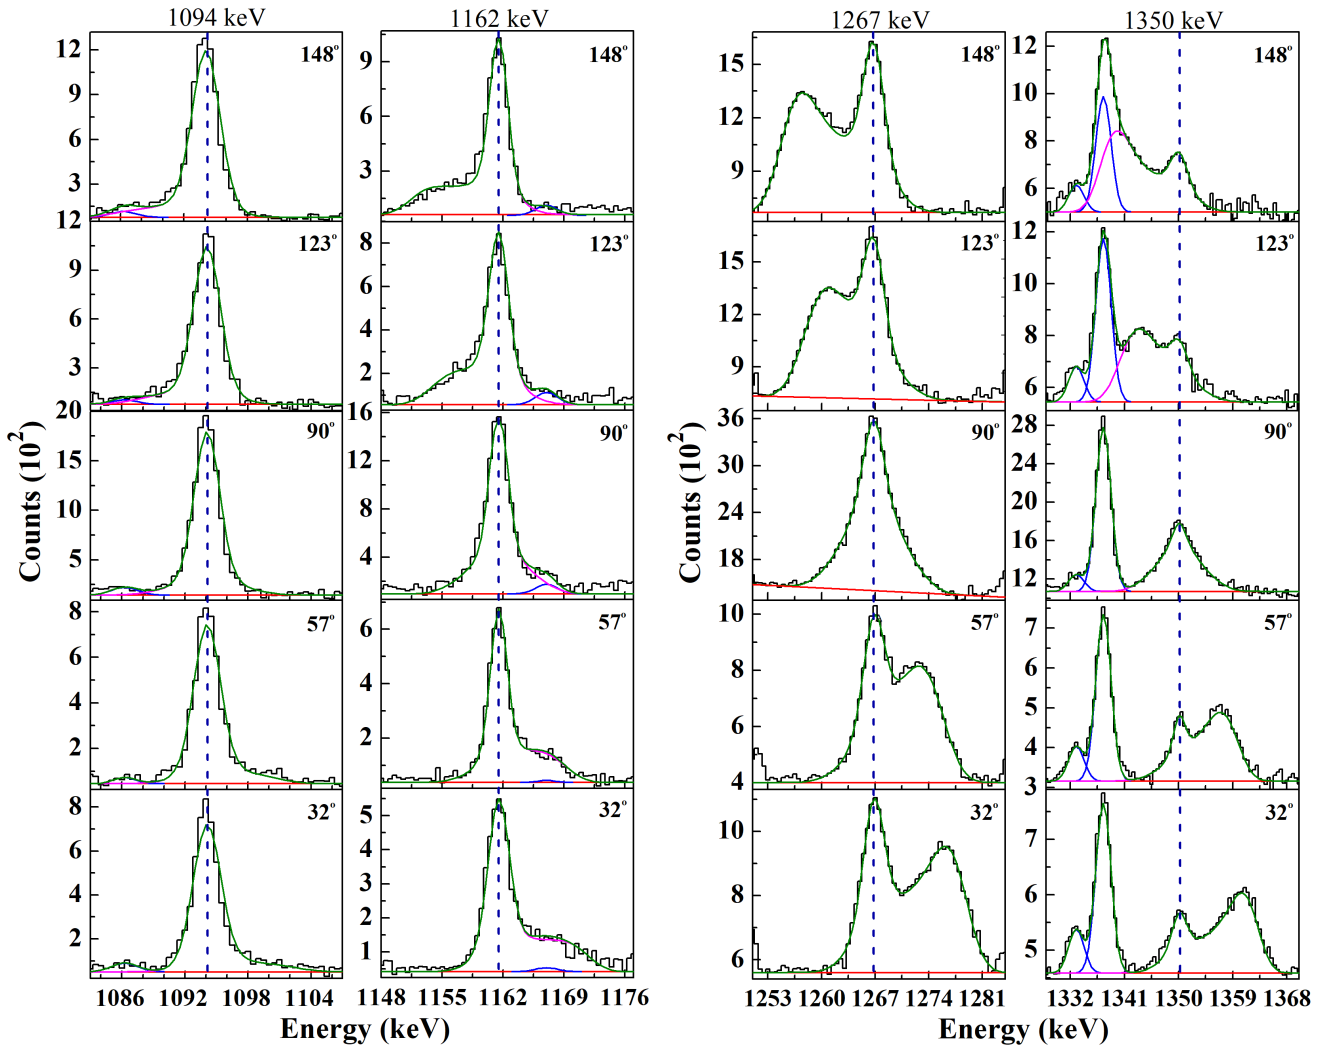 1094 keV 1162 keV 1267 keV 1350 keV
12 9 6 3 12 148° 9 6 3 148° 15 12 9 148° 12 10 8 6 148°
12 9 6 3 20 123° 8 6 4 2 16 123° 15 12 9 36 123° 12 10 8 6 28 123°
15 10 5 90° 12 8 4 90° 30 24 18 90° 24 20 16 12 90°
8 6 4 2 57° 6 4 2 57° 10 8 6 4 57° 7 6 5 4 3 57°
8 6 4 2 32° 5 4 3 2 1 32° 10 8 6 32° 7 6 5 32°
Counts (10²) Counts (10²)
1086 1092 1098 1104 1148 1155 1162 1169 1176 1253 1260 1267 1274 1281 1332 1341 1350 1359 1368
Energy (keV) Energy (keV)